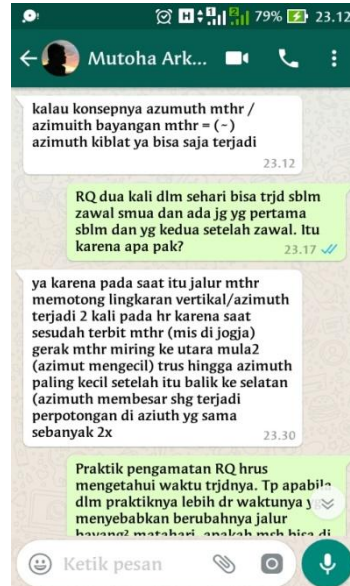 79% 23.12
Mutoha Ark...
kalau konsepnya azumuth mthr /
azimuith bayangan mthr = (-)
azimuth kiblat ya bisa saja terjadi
23.12
RQ dua kali dlm sehari bisa trjd sblm
zawal smua dan ada jg yg pertama
sblm dan yg kedua setelah zawal. Itu
karena apa pak?
23.17
ya karena pada saat itu jalur mthr
memotong lingkaran vertikal/azimuth
terjadi 2 kali pada hr karena saat
sesudah terbit mthr (mis di jogja)
gerak mthr miring ke utara mula2
(azimut mengecil) trus hingga azimuth
paling kecil setelah itu balik ke selatan
(azimuth membesar shg terjadi
perpotongan di aziuth yg sama
sebanyak 2x
23.30
Praktik pengamatan RQ hrus
mengetahui waktu trjdnya. Tp apabila
dlm praktiknya lebih dr waktunya
menyebabkan berubahnya jalur
matahari, apakah msh bisa di
Ketik pesan